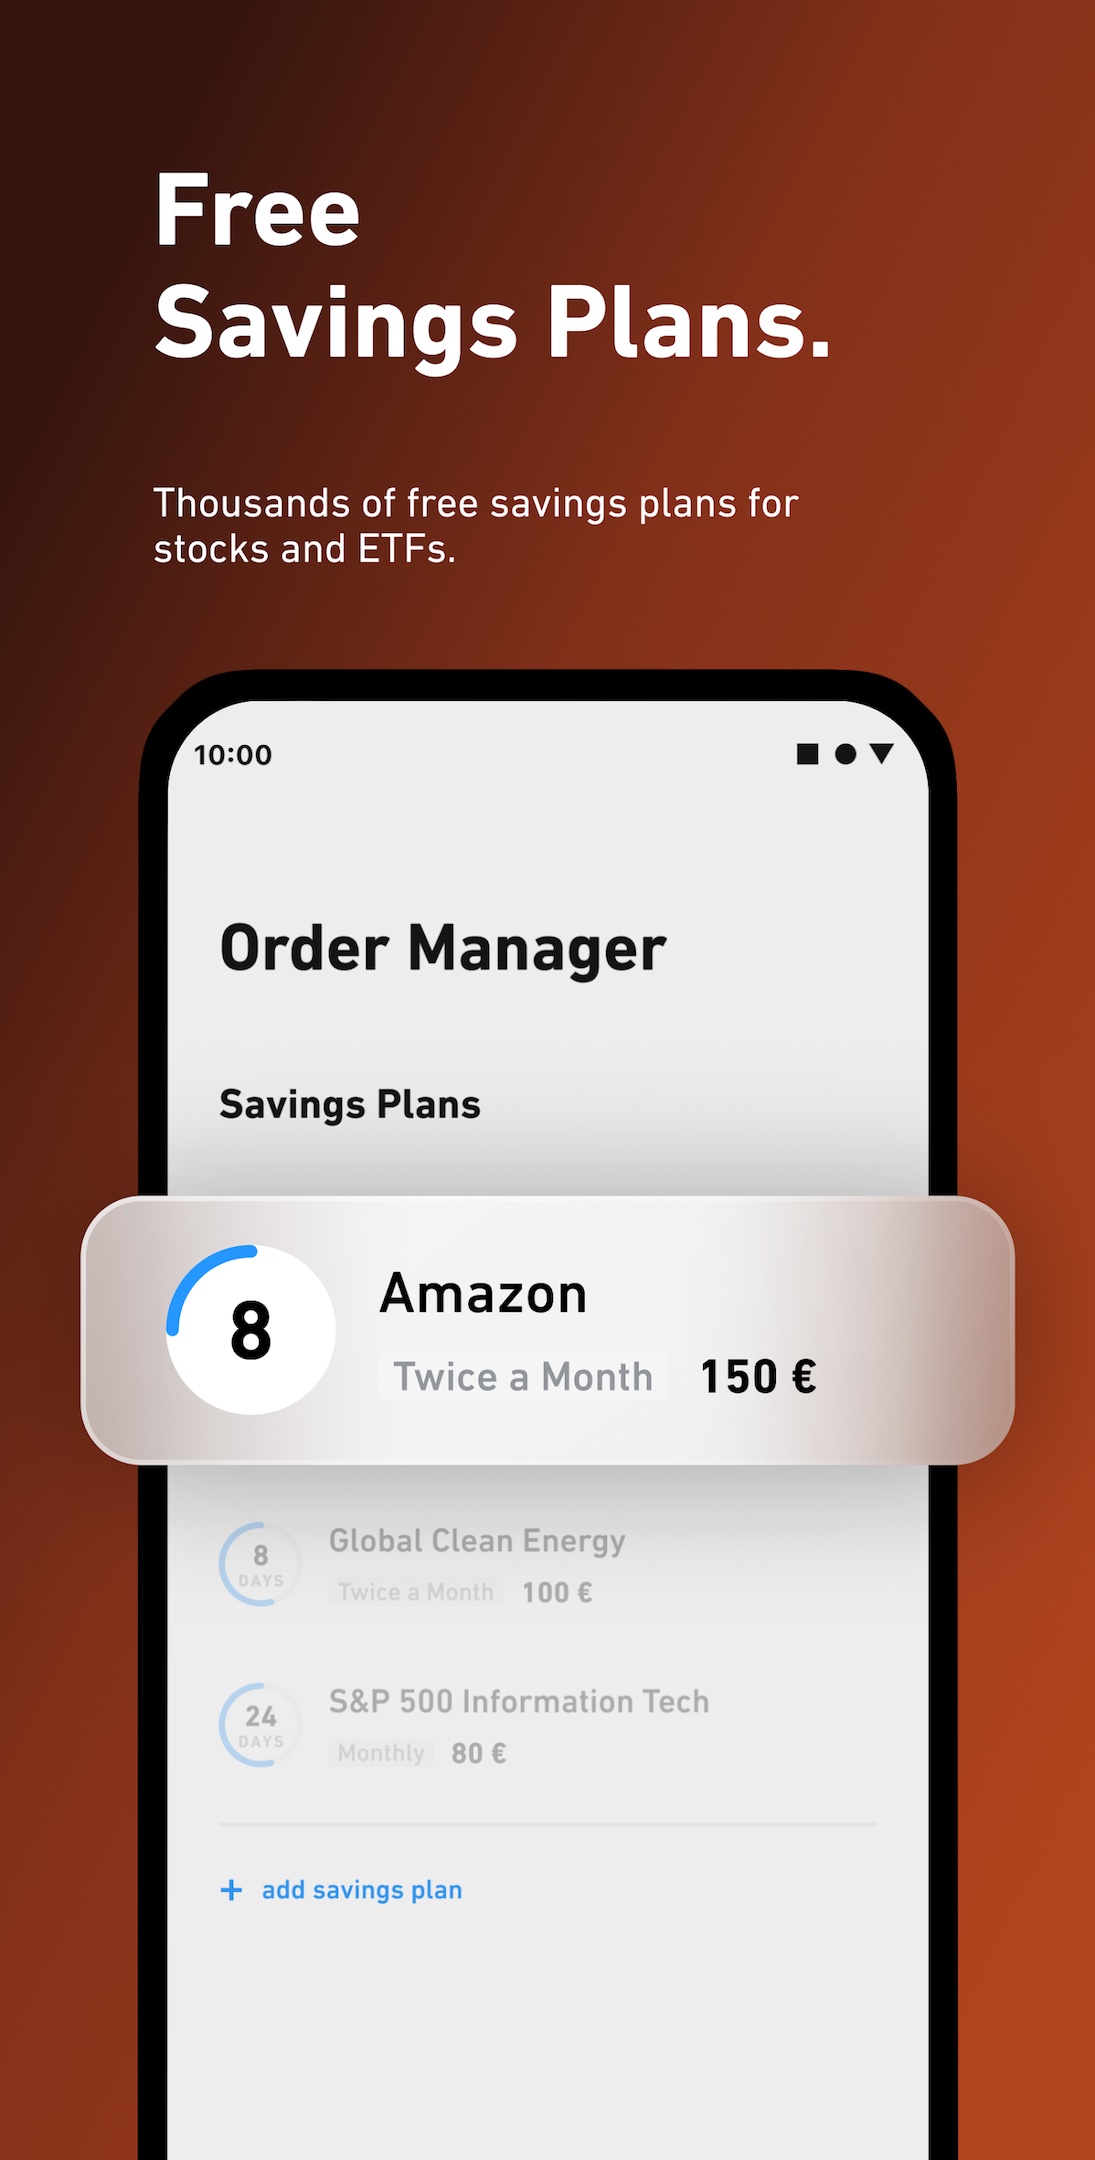 Free
Savings Plans.
Thousands of free savings plans for
stocks and ETFs.
10:00
Order Manager
Savings Plans
8
Amazon
Twice a Month 150 €
8
DAYS
Global Clean Energy
Twice a Month 100 €
24
DAYS
S&P 500 Information Tech
Monthly 80 €
+ add savings plan